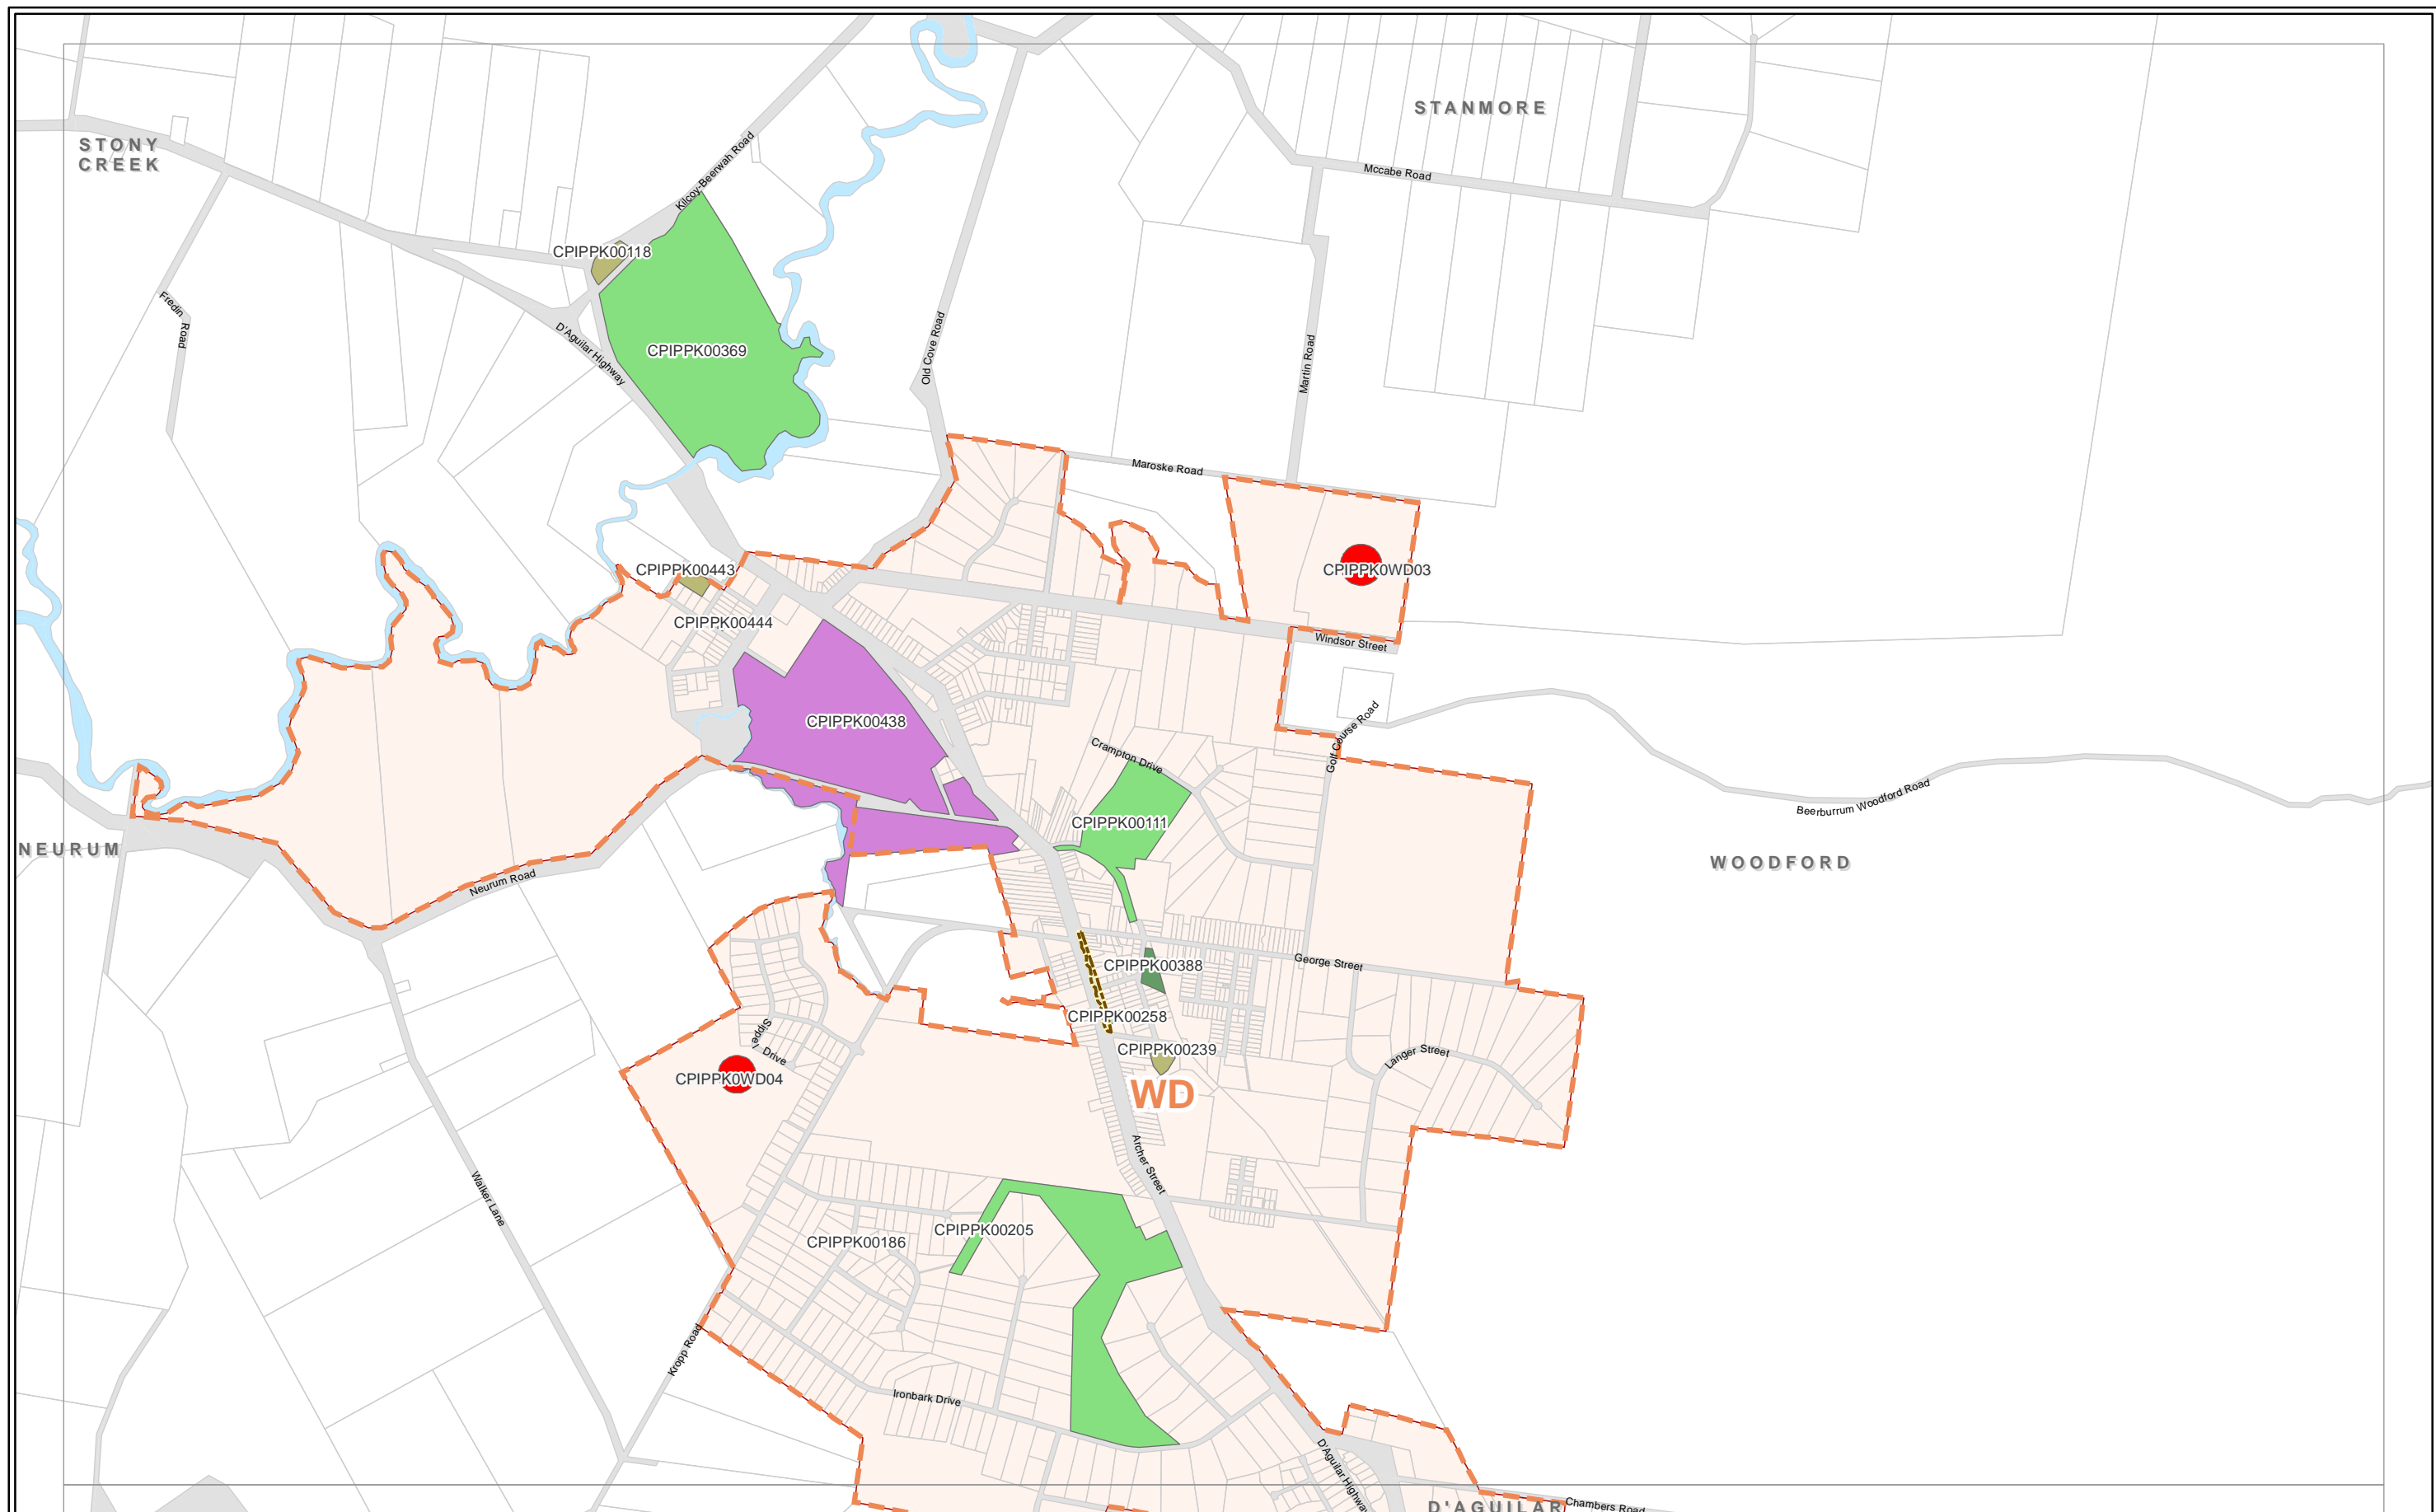 STANMORE
STONY
CREEK
Kilcoy-Beerwah Road
Mccabe Road
CPIPPK00118
Fredin Road
D'Aguilar Highway
CPIPPK00369
Old Cove Road
Martin Road
Maroske Road
CPIPPK00443
CPIPPK0WD03
CPIPPK00444
Windsor Street
CPIPPK00438
Golf Course Road
Crampton Drive
Beerburrum Woodford Road
CPIPPK00111
NEURUM
WOODFORD
Neurum Road
George Street
CPIPPK00388
CPIPPK00258
Sippel Drive
CPIPPK00239
Langer Street
CPIPPK0WD04
WD
Archer Street
Walker Lane
CPIPPK00205
CPIPPK00186
Kropp Road
Ironbark Drive
D'Aguilar Highway
D'AGUILAR
Chambers Road